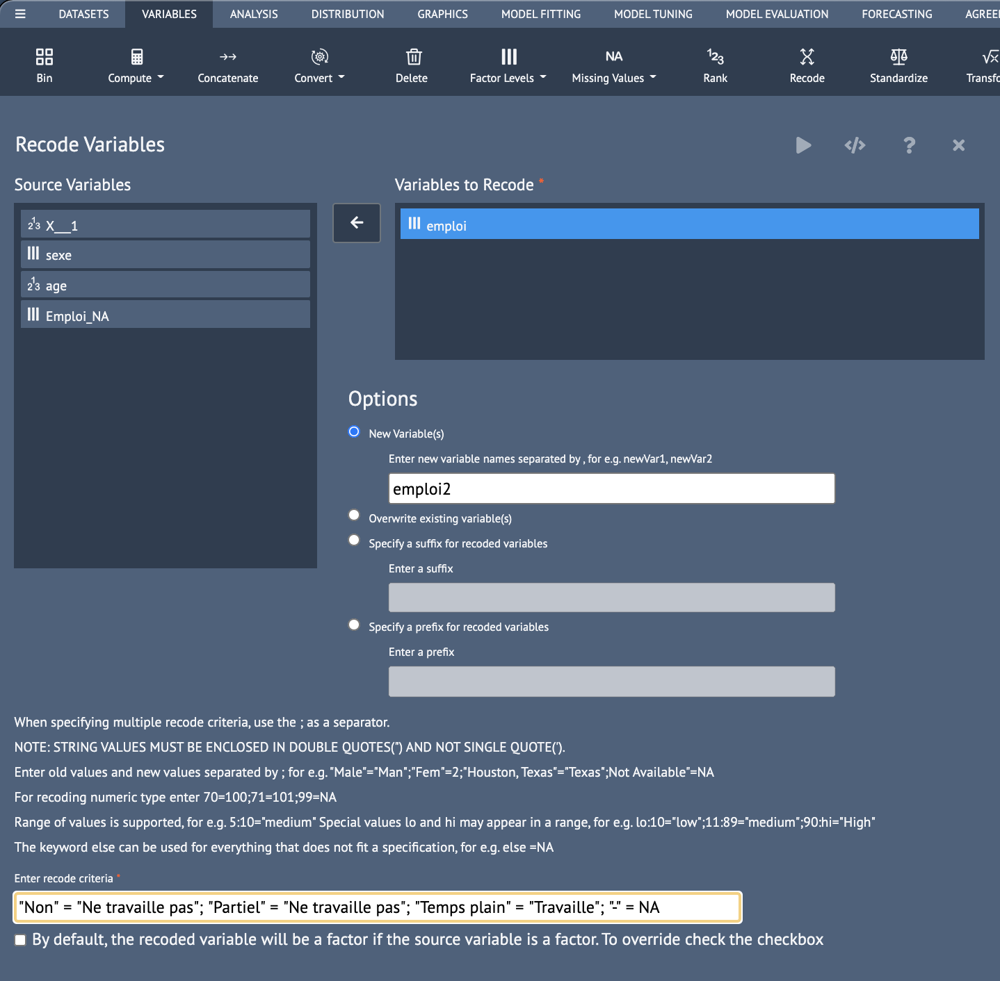 DATASETS VARIABLES ANALYSIS DISTRIBUTION GRAPHICS MODEL FITTING MODEL TUNING MODEL EVALUATION FORECASTING AGREE
Bin Compute Concatenate Convert Delete Factor Levels NA Missing Values 123 Rank Recode Standardize Transfo
Recode Variables
Source Variables
Variables to Recode *
123 X___1
sexe
123 age
Emploi_NA
emploi
Options
New Variable(s)
Enter new variable names separated by , for e.g. newVar1, newVar2
emploi2
Overwrite existing variable(s)
Specify a suffix for recoded variables
Enter a suffix
Specify a prefix for recoded variables
Enter a prefix
When specifying multiple recode criteria, use the ; as a separator.
NOTE: STRING VALUES MUST BE ENCLOSED IN DOUBLE QUOTES(") AND NOT SINGLE QUOTE(').
Enter old values and new values separated by ; for e.g. "Male"="Man";"Fem"=2;"Houston, Texas"="Texas";Not Available"=NA
For recoding numeric type enter 70=100;71=101;99=NA
Range of values is supported, for e.g. 5:10="medium" Special values lo and hi may appear in a range, for e.g. lo:10="low";11:89="medium";90:hi="High"
The keyword else can be used for everything that does not fit a specification, for e.g. else =NA
Enter recode criteria *
"Non" = "Ne travaille pas"; "Partiel" = "Ne travaille pas"; "Temps plain" = "Travaille"; "-" = NA
By default, the recoded variable will be a factor if the source variable is a factor. To override check the checkbox